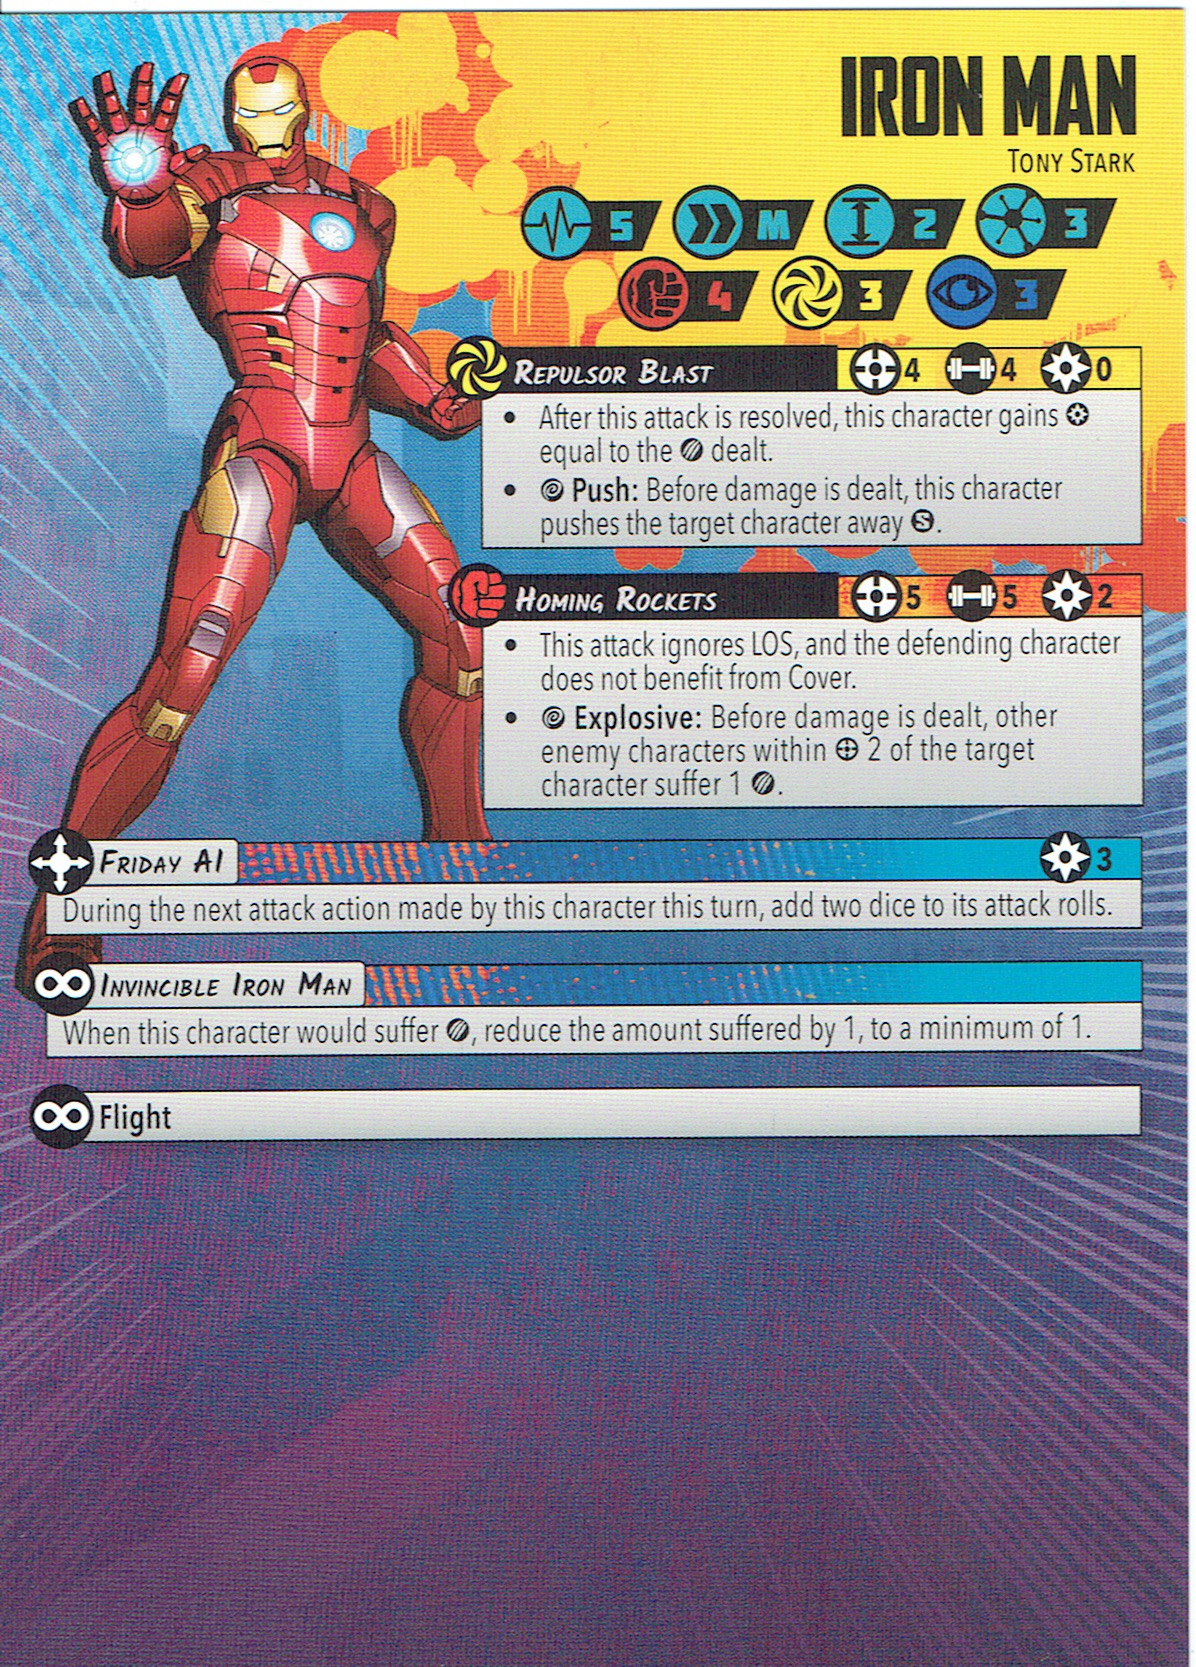 IRON MAN
TONY STARK
5 M 2 3
4 3 3
REPULSOR BLAST 4 4 0
• After this attack is resolved, this character gains
equal to the dealt.
• Push: Before damage is dealt, this character
pushes the target character away S.
HOMING ROCKETS 5 5 2
• This attack ignores LOS, and the defending character
does not benefit from Cover.
• Explosive: Before damage is dealt, other
enemy characters within 2 of the target
character suffer 1 .
FRIDAY AI 3
During the next attack action made by this character this turn, add two dice to its attack rolls.
INVINCIBLE IRON MAN
When this character would suffer , reduce the amount suffered by 1, to a minimum of 1.
Flight